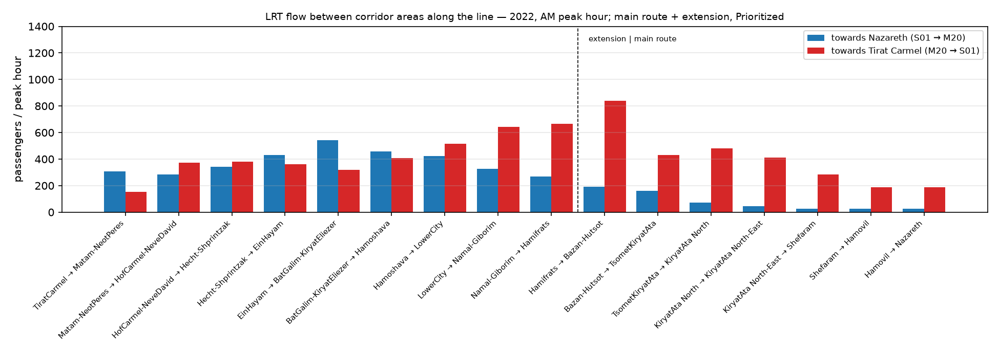 LRT flow between corridor areas along the line — 2022, AM peak hour; main route + extension, Prioritized
passengers / peak hour
1400
1200
1000
800
600
400
200
0
extension | main route
towards Nazareth (S01 → M20)
towards Tirat Carmel (M20 → S01)
TiratCarmel → Matam-NeotPeres
Matam-NeotPeres → HofCarmel-NeveDavid
HofCarmel-NeveDavid → Hecht-Shprintzak
Hecht-Shprintzak → EinHayam
EinHayam → BatGalim-KiryatEliezer
BatGalim-KiryatEliezer → Hamoshava
Hamoshava → LowerCity
LowerCity → Namal-Giborim
Namal-Giborim → Hamifrats
Hamifrats → Bazan-Hutsot
Bazan-Hutsot → TsometKiryatAta
TsometKiryatAta → KiryatAta North
KiryatAta North → KiryatAta North-East
KiryatAta North-East → Shefaram
Shefaram → Hamovil
Hamovil → Nazareth